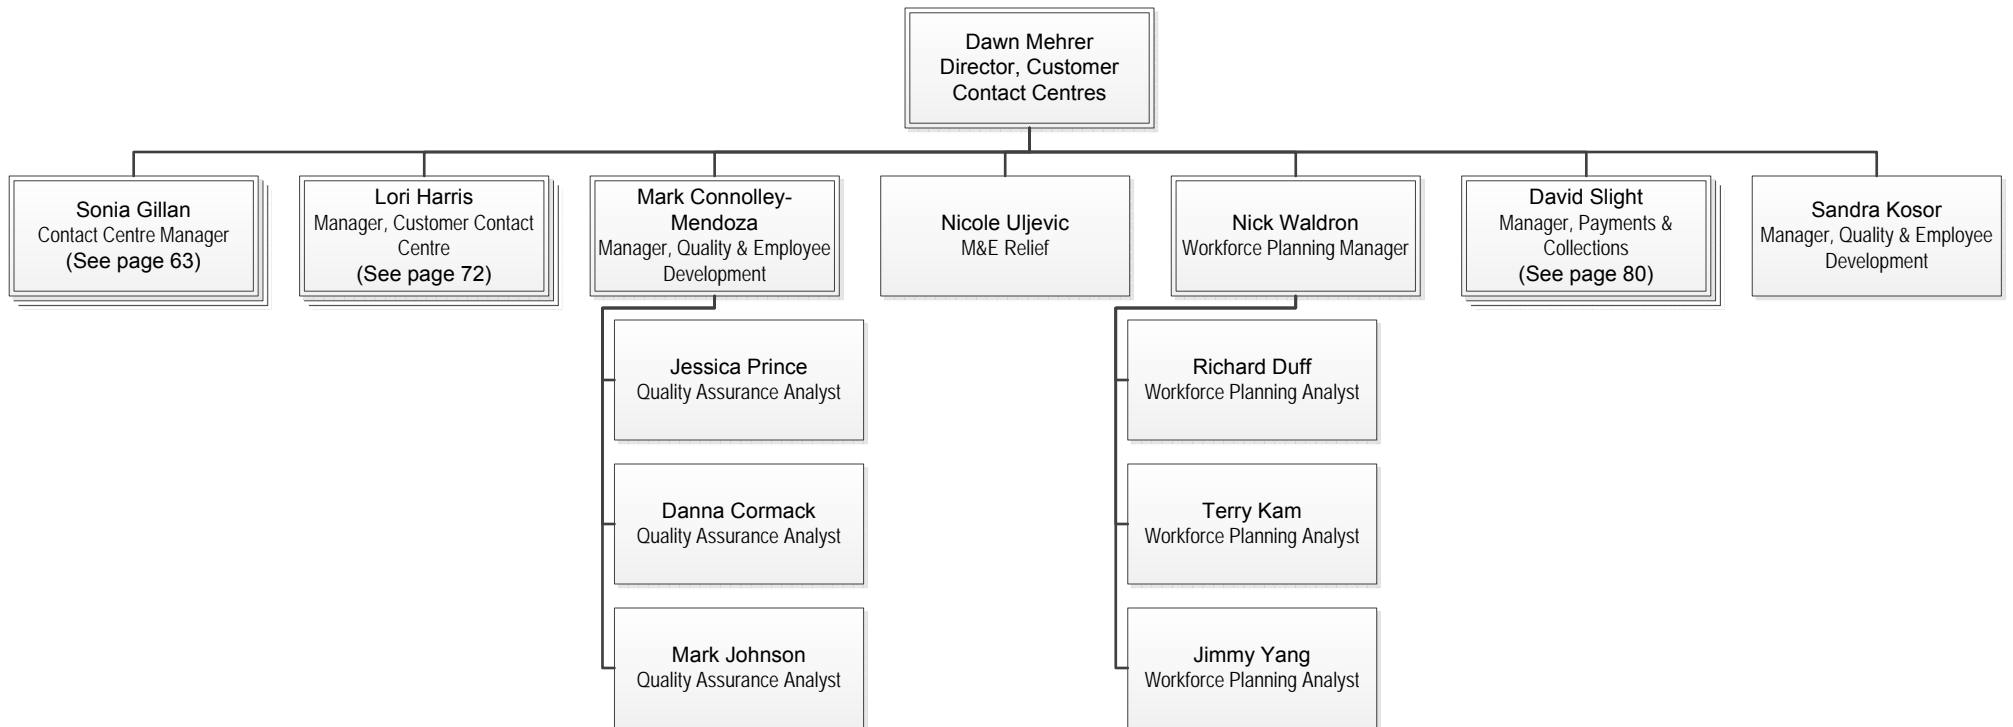 Dawn Mehrer
Director, Customer
Contact Centres
Sonia Gillan
Contact Centre Manager
(See page 63)
Lori Harris
Manager, Customer Contact
Centre
(See page 72)
Mark Connolley-
Mendoza
Manager, Quality & Employee
Development
Nicole Uljevic
M&E Relief
Nick Waldron
Workforce Planning Manager
David Slight
Manager, Payments &
Collections
(See page 80)
Sandra Kosor
Manager, Quality & Employee
Development
Jessica Prince
Quality Assurance Analyst
Danna Cormack
Quality Assurance Analyst
Mark Johnson
Quality Assurance Analyst
Richard Duff
Workforce Planning Analyst
Terry Kam
Workforce Planning Analyst
Jimmy Yang
Workforce Planning Analyst